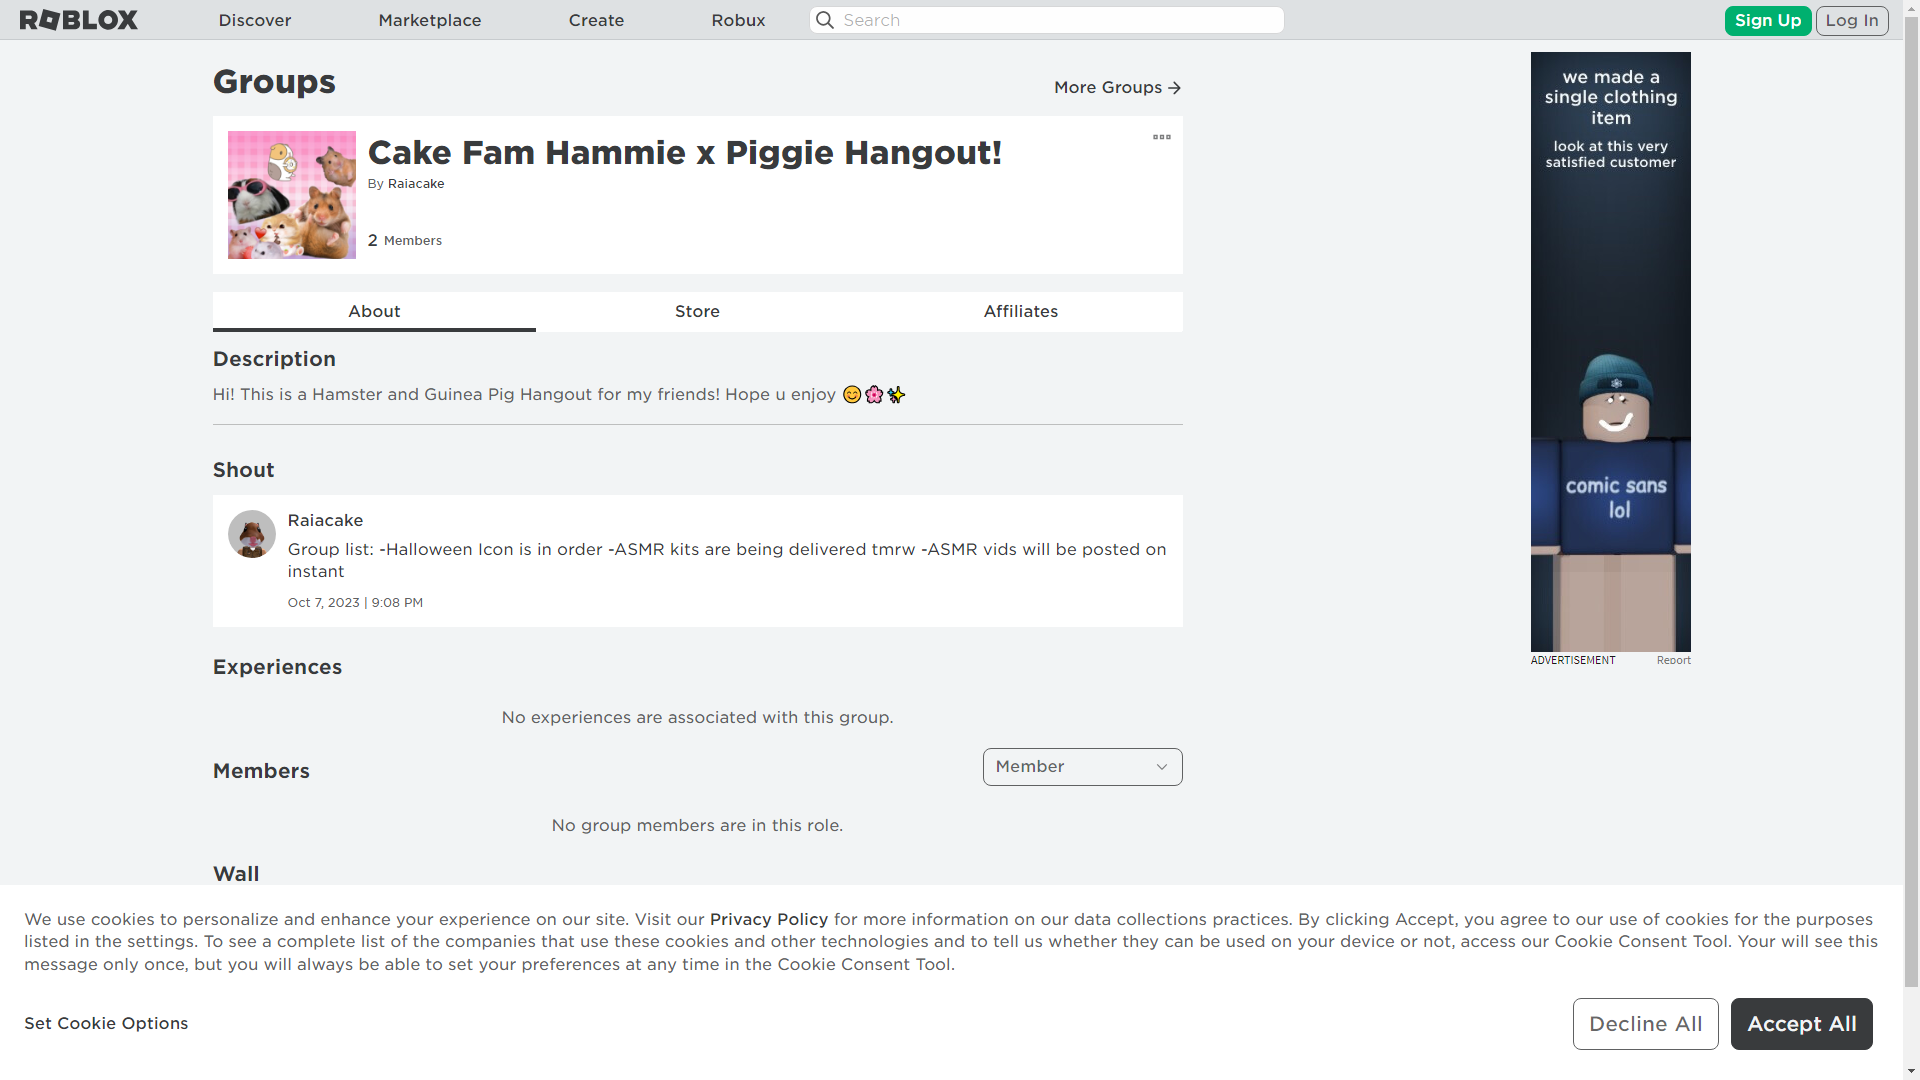 ROBLOX
Discover
Marketplace
Create
Robux
Search
Sign Up
Log In
Groups
More Groups
Cake Fam Hammie x Piggie Hangout!
By Raiacake
2 Members
About
Store
Affiliates
Description
Hi! This is a Hamster and Guinea Pig Hangout for my friends! Hope u enjoy 😊🌸✨
Shout
Raiacake
Group list: -Halloween Icon is in order -ASMR kits are being delivered tmrw -ASMR vids will be posted on
instant
Oct 7, 2023 | 9:08 PM
Experiences
No experiences are associated with this group.
Members
Member
No group members are in this role.
Wall
we made a
single clothing
item
look at this very
satisfied customer
comic sans
lol
ADVERTISEMENT
Report
We use cookies to personalize and enhance your experience on our site. Visit our Privacy Policy for more information on our data collections practices. By clicking Accept, you agree to our use of cookies for the purposes
listed in the settings. To see a complete list of the companies that use these cookies and other technologies and to tell us whether they can be used on your device or not, access our Cookie Consent Tool. Your will see this
message only once, but you will always be able to set your preferences at any time in the Cookie Consent Tool.
Set Cookie Options
Decline All
Accept All